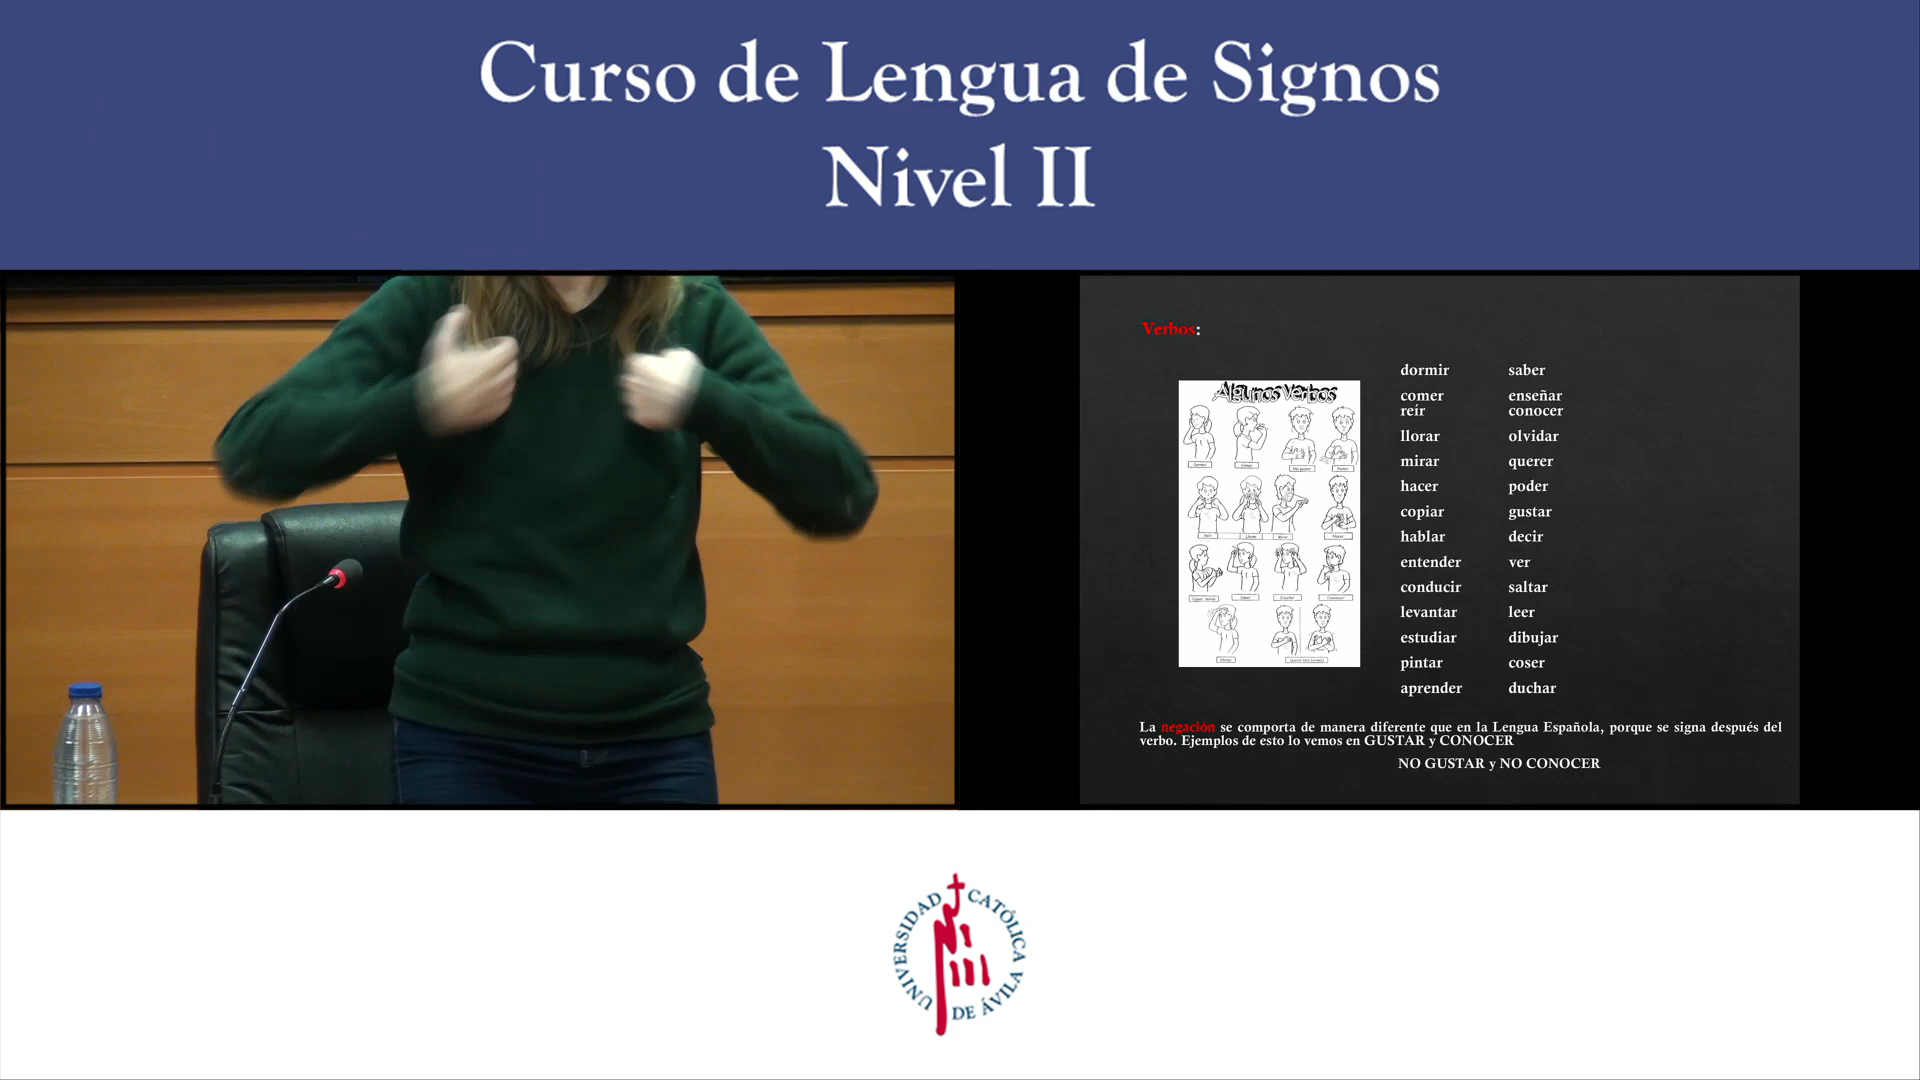 Curso de Lengua de Signos
Nivel II
Verbos:
Algunos Verbos
dormir saber
comer enseñar
reír conocer
llorar olvidar
mirar querer
hacer poder
copiar gustar
hablar decir
entender ver
conducir saltar
levantar leer
estudiar dibujar
pintar coser
aprender duchar
La negación se comporta de manera diferente que en la Lengua Española, porque se signa después del
verbo. Ejemplos de esto lo vemos en GUSTAR y CONOCER
NO GUSTAR y NO CONOCER
UNIVERSIDAD CATÓLICA
DE ÁVILA